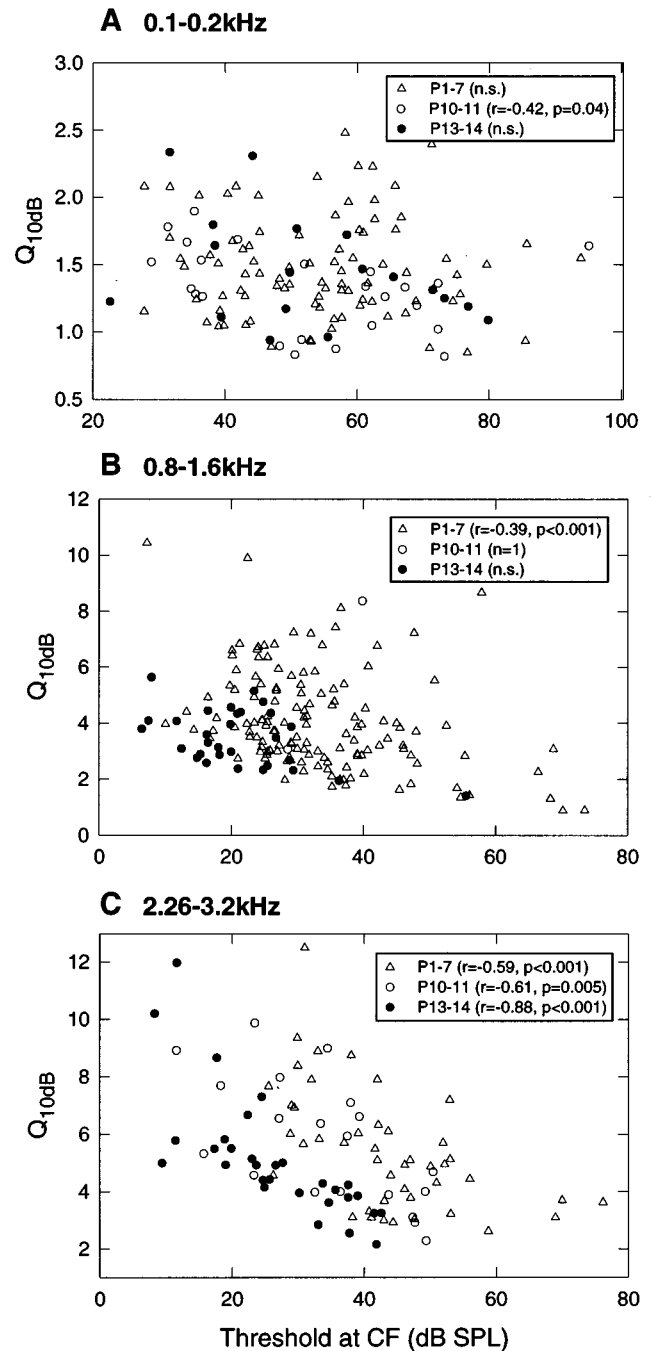 A 0.1-0.2kHz
3.0
2.5
2.0
1.5
1.0
0.5
Q10dB
P1-7 (n.s.)
P10-11 (r=-0.42, p=0.04)
P13-14 (n.s.)
20 40 60 80 100
B 0.8-1.6kHz
12
10
8
6
4
2
0
Q10dB
P1-7 (r=-0.39, p<0.001)
P10-11 (n=1)
P13-14 (n.s.)
0 20 40 60 80
C 2.26-3.2kHz
12
10
8
6
4
2
Q10dB
P1-7 (r=-0.59, p<0.001)
P10-11 (r=-0.61, p=0.005)
P13-14 (r=-0.88, p<0.001)
0 20 40 60 80
Threshold at CF (dB SPL)